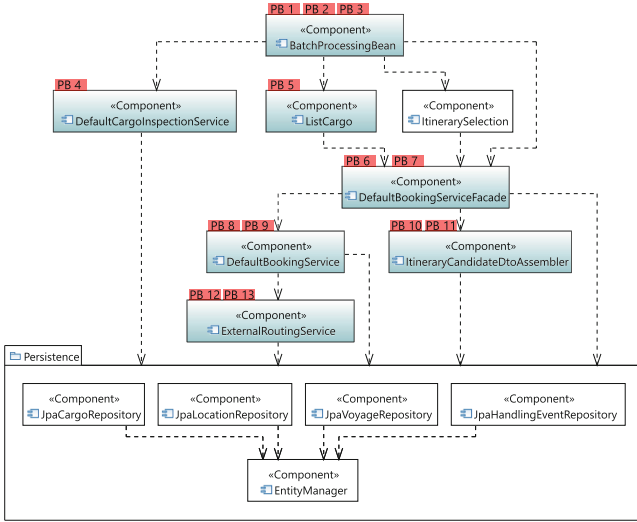 PB 1 PB 2 PB 3
«Component»
BatchProcessingBean
PB 4
«Component»
DefaultCargoInspectionService
PB 5
«Component»
ListCargo
«Component»
ItinerarySelection
PB 6 PB 7
«Component»
DefaultBookingServiceFacade
PB 8 PB 9
«Component»
DefaultBookingService
PB 10 PB 11
«Component»
ItineraryCandidateDtoAssembler
PB 12 PB 13
«Component»
ExternalRoutingService
Persistence
«Component»
JpaCargoRepository
«Component»
JpaLocationRepository
«Component»
JpaVoyageRepository
«Component»
JpaHandlingEventRepository
«Component»
EntityManager